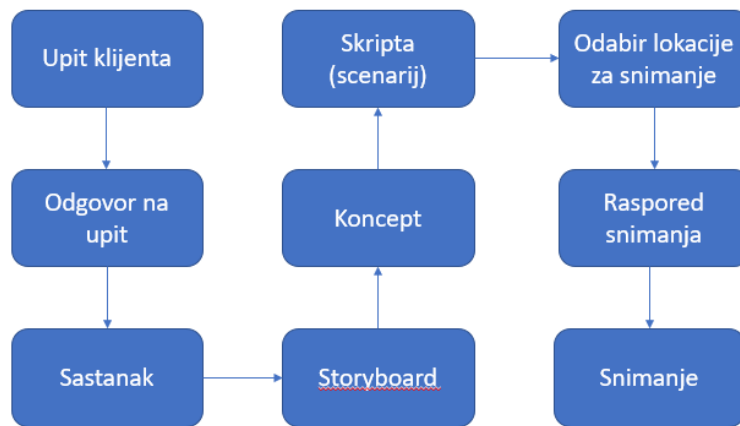 Upit klijenta
Odgovor na
upit
Sastanak
Storyboard
Koncept
Skripta
(scenarij)
Odabir lokacije
za snimanje
Raspored
snimanja
Snimanje